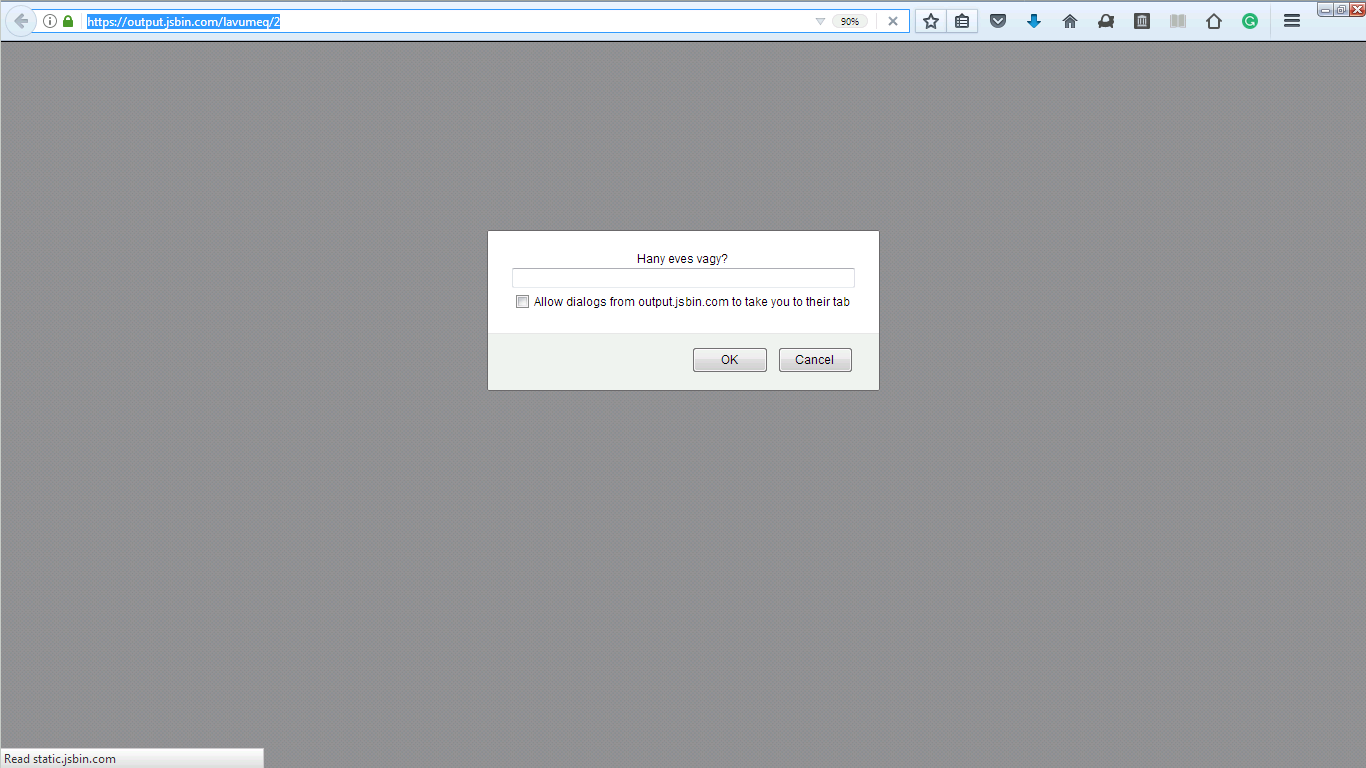 https://output.jsbin.com/lavumeq/2
90%
Hany eves vagy?
Allow dialogs from output.jsbin.com to take you to their tab
OK
Cancel
Read static.jsbin.com